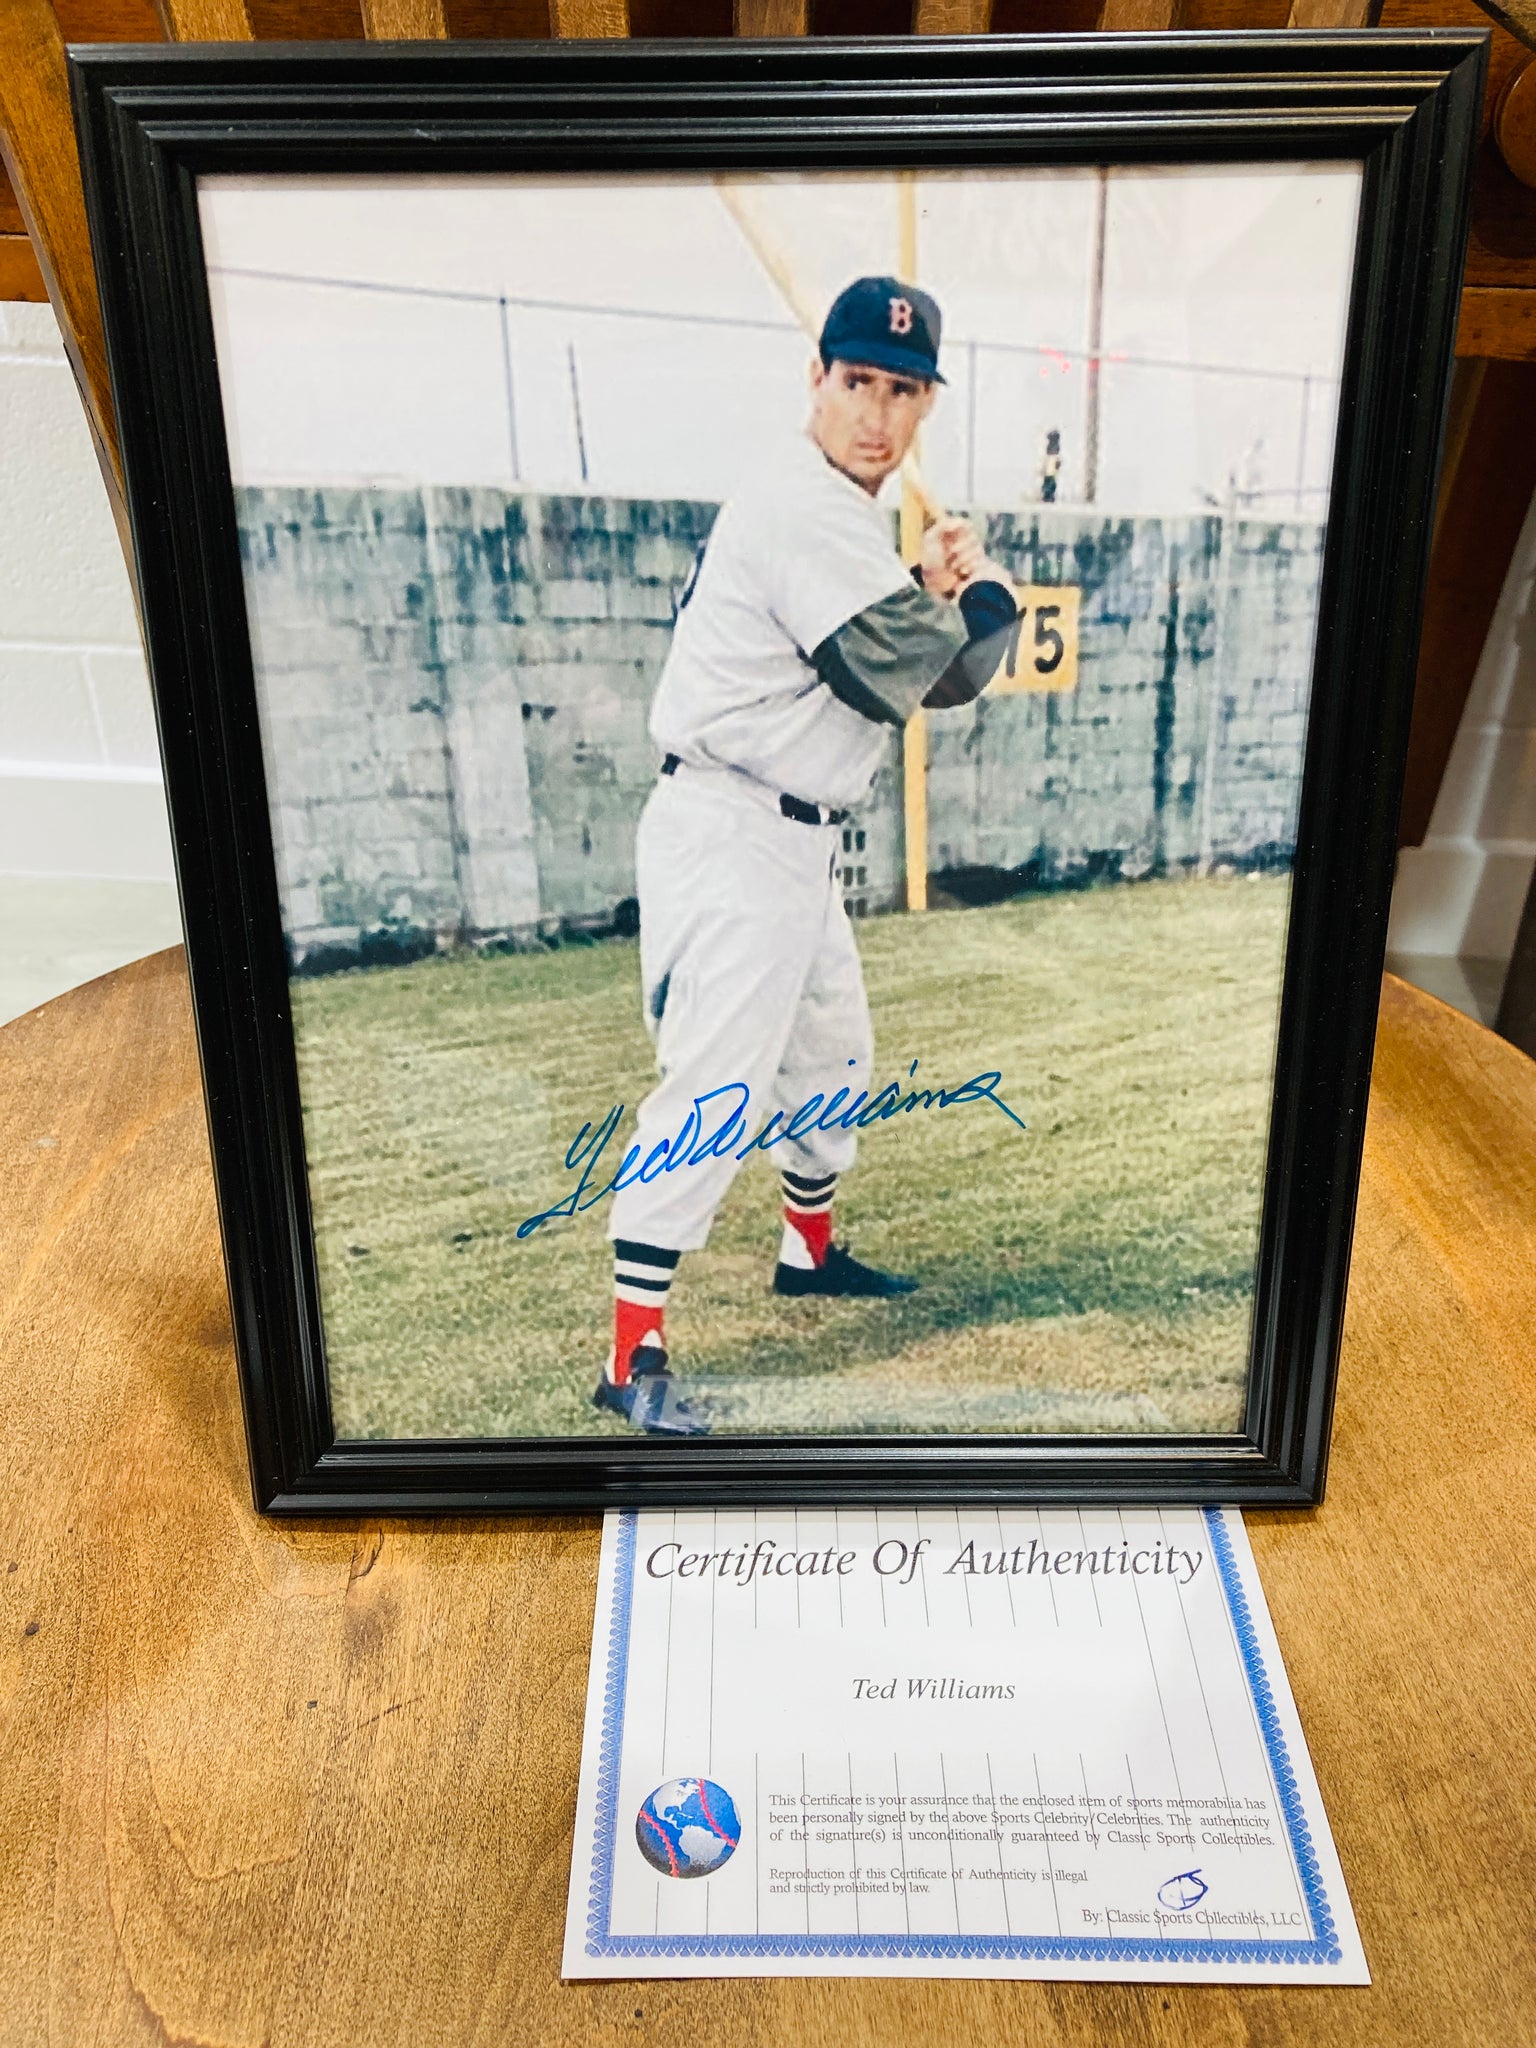 B
75
Ted Williams
Certificate Of Authenticity
Ted Williams
This Certificate is your assurance that the enclosed item of sports memorabilia has
been personally signed by the above Sports Celebrity/Celebrities. The authenticity
of the signature(s) is unconditionally guaranteed by Classic Sports Collectibles.
Reproduction of this Certificate of Authenticity is illegal
and strictly prohibited by law.
By: Classic Sports Collectibles, LLC